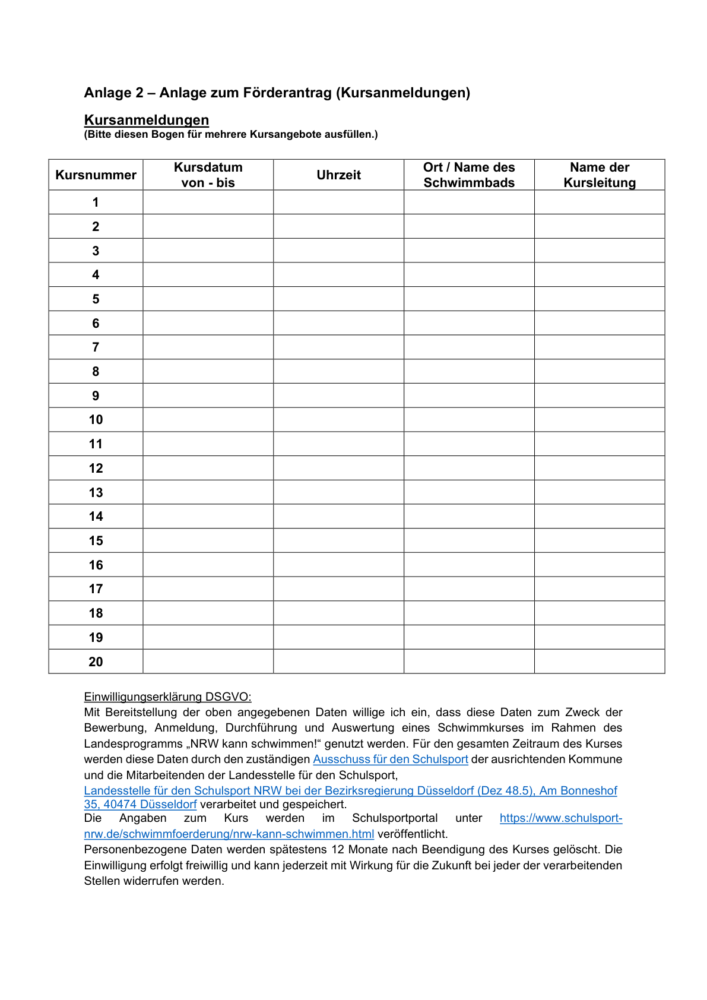 Anlage 2 – Anlage zum Förderantrag (Kursanmeldungen)
Kursanmeldungen
(Bitte diesen Bogen für mehrere Kursangebote ausfüllen.)
Kursnummer Kursdatum von - bis Uhrzeit Ort / Name des Schwimmbads Name der Kursleitung
1
2
3
4
5
6
7
8
9
10
11
12
13
14
15
16
17
18
19
20
Einwilligungserklärung DSGVO:
Mit Bereitstellung der oben angegebenen Daten willige ich ein, dass diese Daten zum Zweck der
Bewerbung, Anmeldung, Durchführung und Auswertung eines Schwimmkurses im Rahmen des
Landesprogramms „NRW kann schwimmen!“ genutzt werden. Für den gesamten Zeitraum des Kurses
werden diese Daten durch den zuständigen Ausschuss für den Schulsport der ausrichtenden Kommune
und die Mitarbeitenden der Landesstelle für den Schulsport,
Landesstelle für den Schulsport NRW bei der Bezirksregierung Düsseldorf (Dez 48.5), Am Bonneshof
35, 40474 Düsseldorf verarbeitet und gespeichert.
Die Angaben zum Kurs werden im Schulsportportal unter https://www.schulsport-
nrw.de/schwimmfoerderung/nrw-kann-schwimmen.html veröffentlicht.
Personenbezogene Daten werden spätestens 12 Monate nach Beendigung des Kurses gelöscht. Die
Einwilligung erfolgt freiwillig und kann jederzeit mit Wirkung für die Zukunft bei jeder der verarbeitenden
Stellen widerrufen werden.